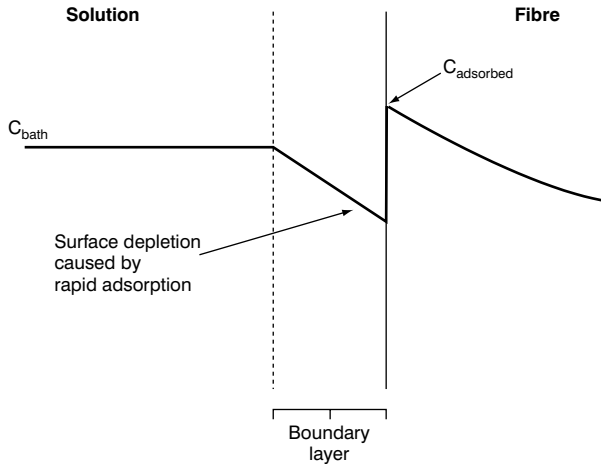 Solution
Fibre
C_adsorbed
C_bath
Surface depletion
caused by
rapid adsorption
Boundary
layer